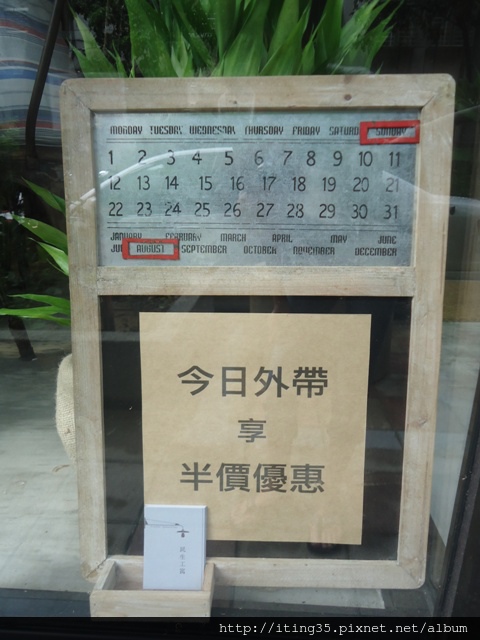 MONDAY TUESDAY WEDNESDAY THURSDAY FRIDAY SATURD SUNDAY
1 2 3 4 5 6 7 8 9 10 11
12 13 14 15 16 17 18 19 20 21
22 23 24 25 26 27 28 29 30 31
JANUARY FEBRUARY MARCH APRIL MAY JUNE
JU AUGUST SEPTEMBER OCTOBER NOVEMBER DECEMBER
今日外帶
享
半價優惠
http://iting35.pixnet.net/album